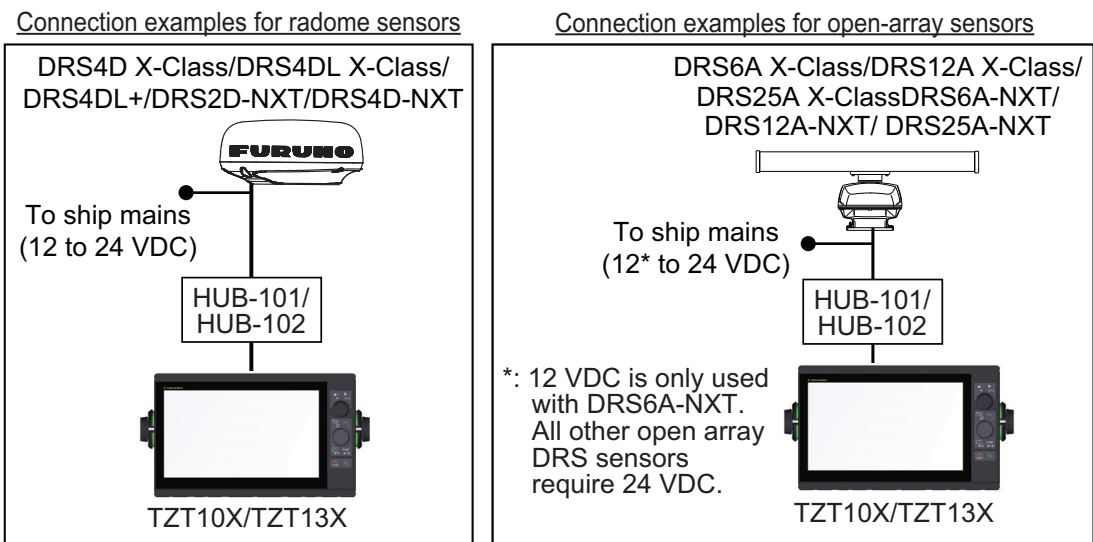 Connection examples for radome sensors
DRS4D X-Class/DRS4DL X-Class/
DRS4DL+/DRS2D-NXT/DRS4D-NXT
FURUNO
To ship mains
(12 to 24 VDC)
HUB-101/
HUB-102
TZT10X/TZT13X
Connection examples for open-array sensors
DRS6A X-Class/DRS12A X-Class/
DRS25A X-ClassDRS6A-NXT/
DRS12A-NXT/ DRS25A-NXT
To ship mains
(12* to 24 VDC)
HUB-101/
HUB-102
*: 12 VDC is only used
with DRS6A-NXT.
All other open array
DRS sensors
require 24 VDC.
TZT10X/TZT13X